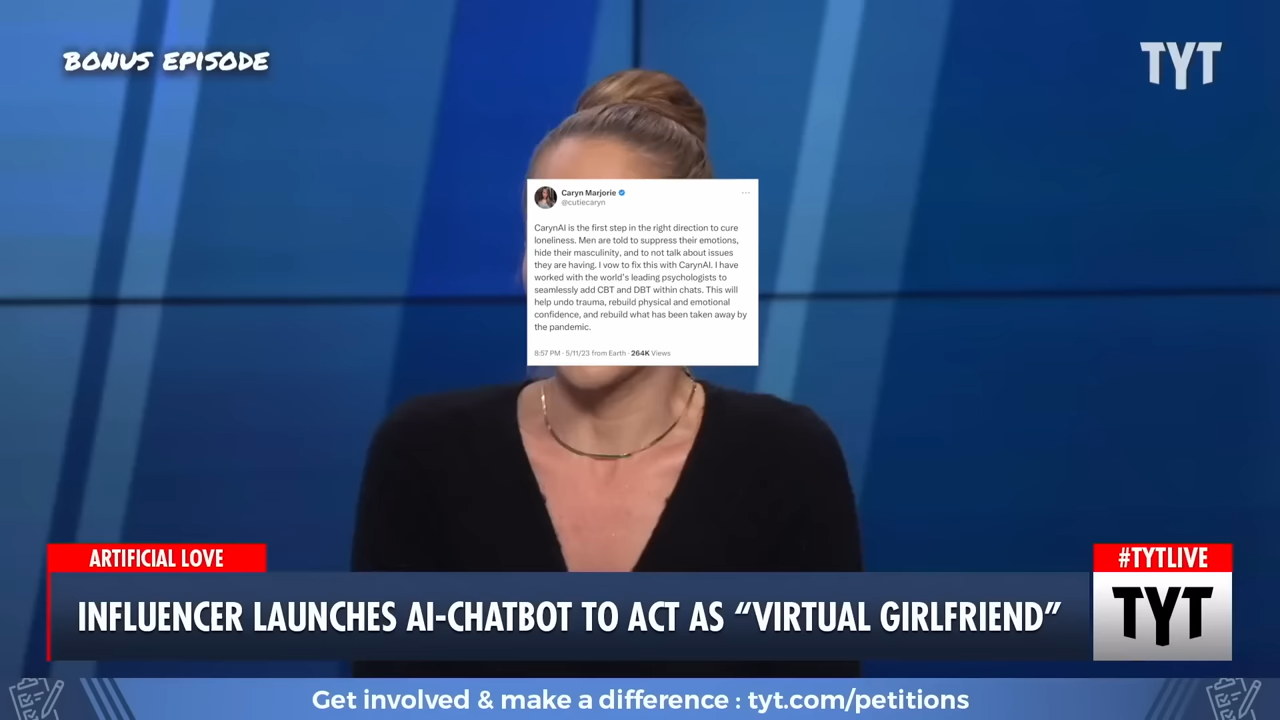 BONUS EPISODE
TYT
Caryn Marjorie
@cutiecaryn
CarynAI is the first step in the right direction to cure
loneliness. Men are told to suppress their emotions,
hide their masculinity, and to not talk about issues
they are having. I vow to fix this with CarynAI. I have
worked with the world's leading psychologists to
seamlessly add CBT and DBT within chats. This will
help undo trauma, rebuild physical and emotional
confidence, and rebuild what has been taken away by
the pandemic.
8:57 PM · 5/11/23 from Earth · 264K Views
ARTIFICIAL LOVE
#TYTLIVE
INFLUENCER LAUNCHES AI-CHATBOT TO ACT AS “VIRTUAL GIRLFRIEND”
TYT
Get involved & make a difference : tyt.com/petitions